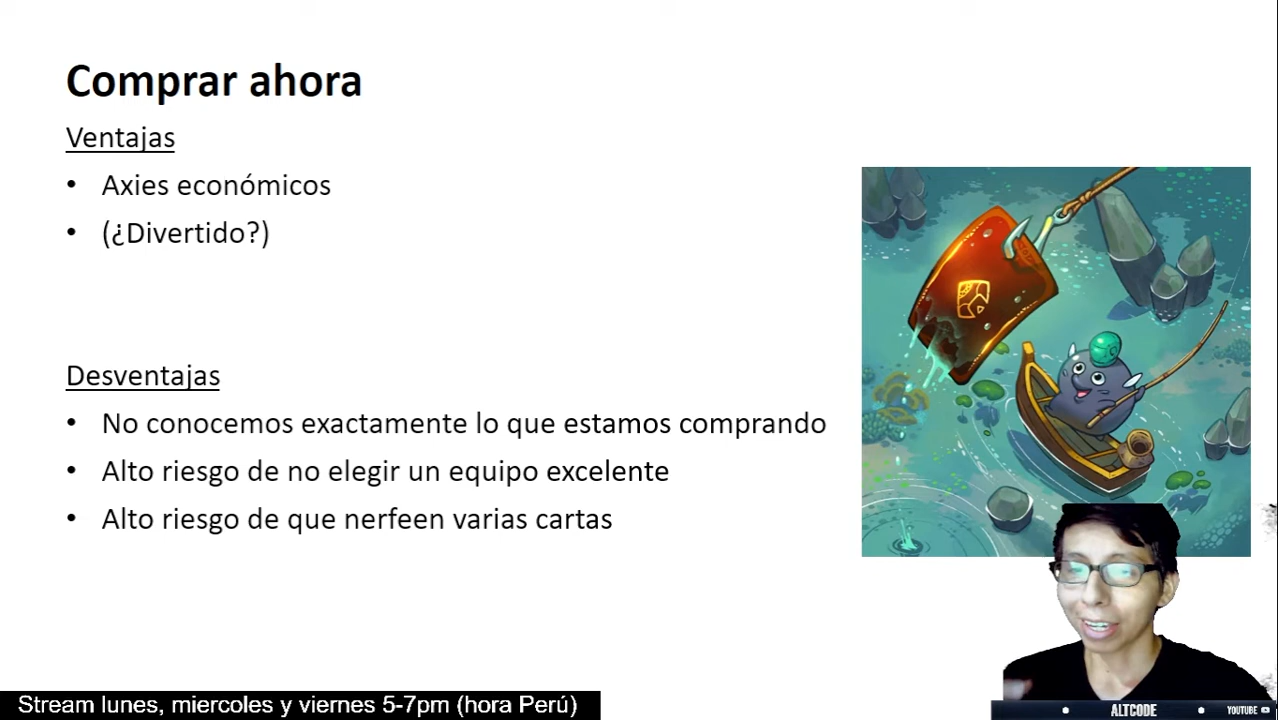 Comprar ahora
Ventajas
• Axies económicos
• (¿Divertido?)
Desventajas
• No conocemos exactamente lo que estamos comprando
• Alto riesgo de no elegir un equipo excelente
• Alto riesgo de que nerfeen varias cartas
Stream lunes, miercoles y viernes 5-7pm (hora Perú)
ALTCODE
YOUTUBE